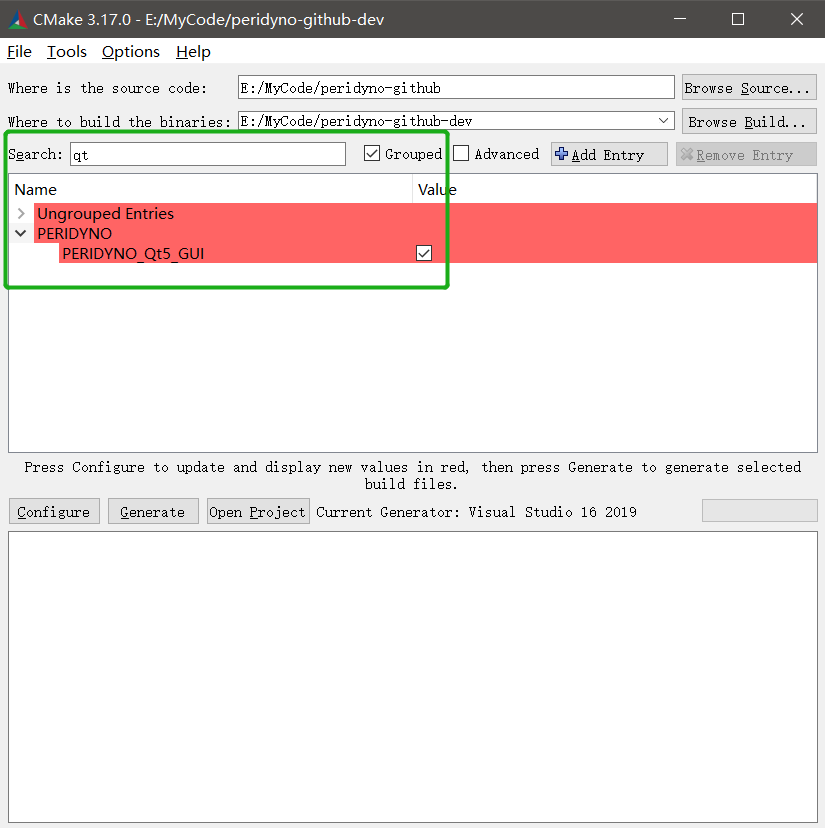 CMake 3.17.0 - E:/MyCode/peridyno-github-dev
File Tools Options Help
Where is the source code: E:/MyCode/peridyno-github Browse Source...
Where to build the binaries: E:/MyCode/peridyno-github-dev Browse Build...
Search: qt Grouped Advanced Add Entry Remove Entry
Name Value
Ungrouped Entries
PERIDYNO
PERIDYNO_Qt5_GUI
Press Configure to update and display new values in red, then press Generate to generate selected
build files.
Configure Generate Open Project Current Generator: Visual Studio 16 2019